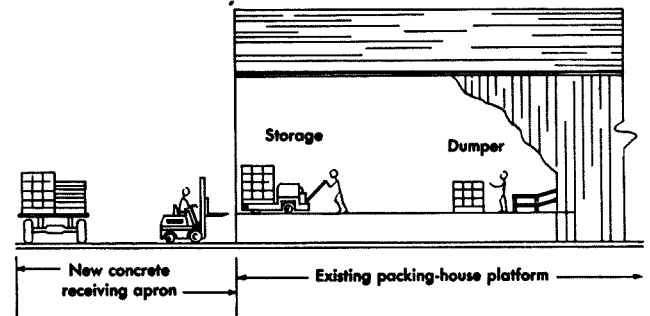 Storage
Dumper
New concrete
receiving apron
Existing packing-house platform